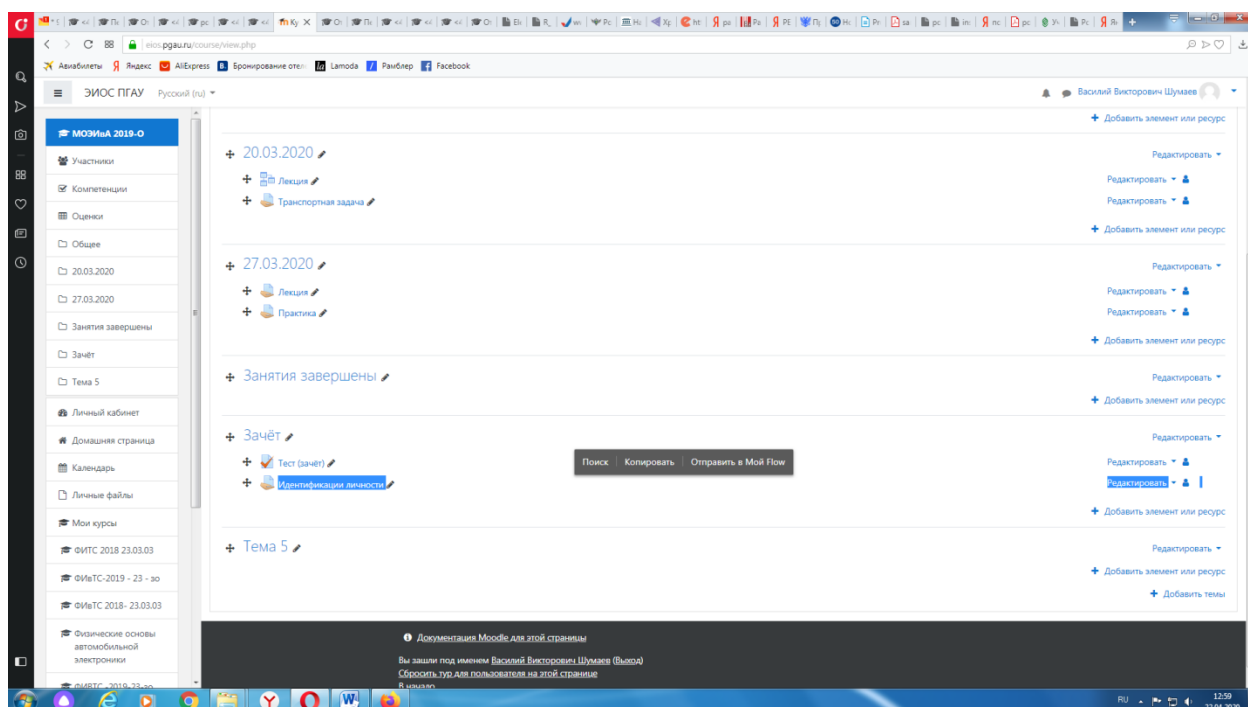 eios.pgau.ru/course/view.php
Авиабилеты Яндекс AliExpress Бронирование отел Lamoda Рамблер Facebook
ЭИОС ПГАУ Русский (ru) Василий Викторович Шумаев
Добавить элемент или ресурс
МОЭИвА 2019-О
Участники
Компетенции
Оценки
Общее
20.03.2020
27.03.2020
Занятия завершены
Зачёт
Тема 5
Личный кабинет
Домашняя страница
Календарь
Личные файлы
Мои курсы
ФИТС 2018 23.03.03
ФИвТС-2019 - 23 - зо
ФИвТС 2018- 23.03.03
Физические основы
автомобильной
электроники
20.03.2020 Редактировать
Лекция Редактировать
Транспортная задача Редактировать
Добавить элемент или ресурс
27.03.2020 Редактировать
Лекция Редактировать
Практика Редактировать
Добавить элемент или ресурс
Занятия завершены Редактировать
Добавить элемент или ресурс
Зачёт Редактировать
Тест (зачёт) Редактировать
Поиск Копировать Отправить в Мой Flow
Идентификации личности Редактировать
Добавить элемент или ресурс
Тема 5 Редактировать
Добавить элемент или ресурс
Добавить темы
Документация Moodle для этой страницы
Вы зашли под именем Василий Викторович Шумаев (Выход)
Сбросить тур для пользователя на этой странице
В начало
RU 12:59